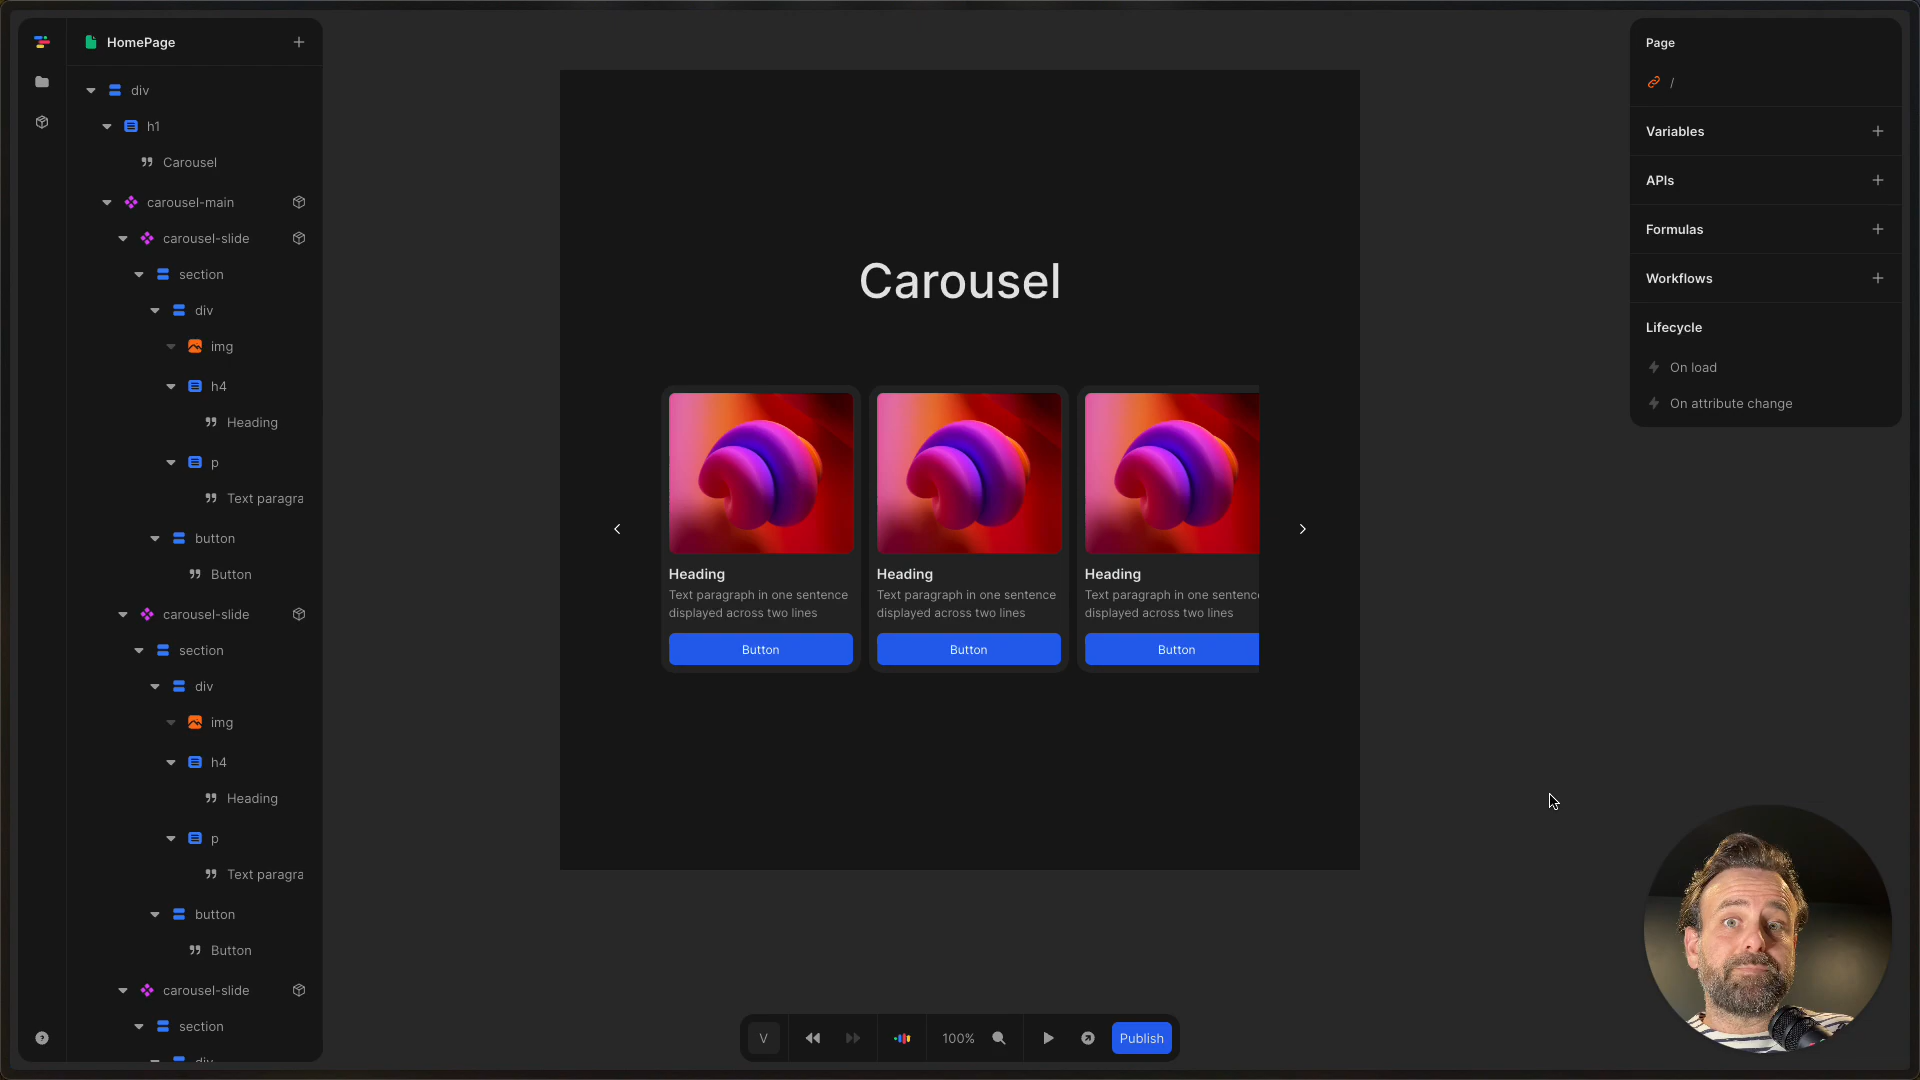 HomePage
div
h1
Carousel
carousel-main
carousel-slide
section
div
img
h4
Heading
p
Text paragra
button
Button
carousel-slide
section
div
img
h4
Heading
p
Text paragra
button
Button
carousel-slide
section
div
Carousel
Heading
Text paragraph in one sentence
displayed across two lines
Button
Heading
Text paragraph in one sentence
displayed across two lines
Button
Heading
Text paragraph in one sentence
displayed across two lines
Button
V
100%
Publish
Page
/
Variables
APIs
Formulas
Workflows
Lifecycle
On load
On attribute change